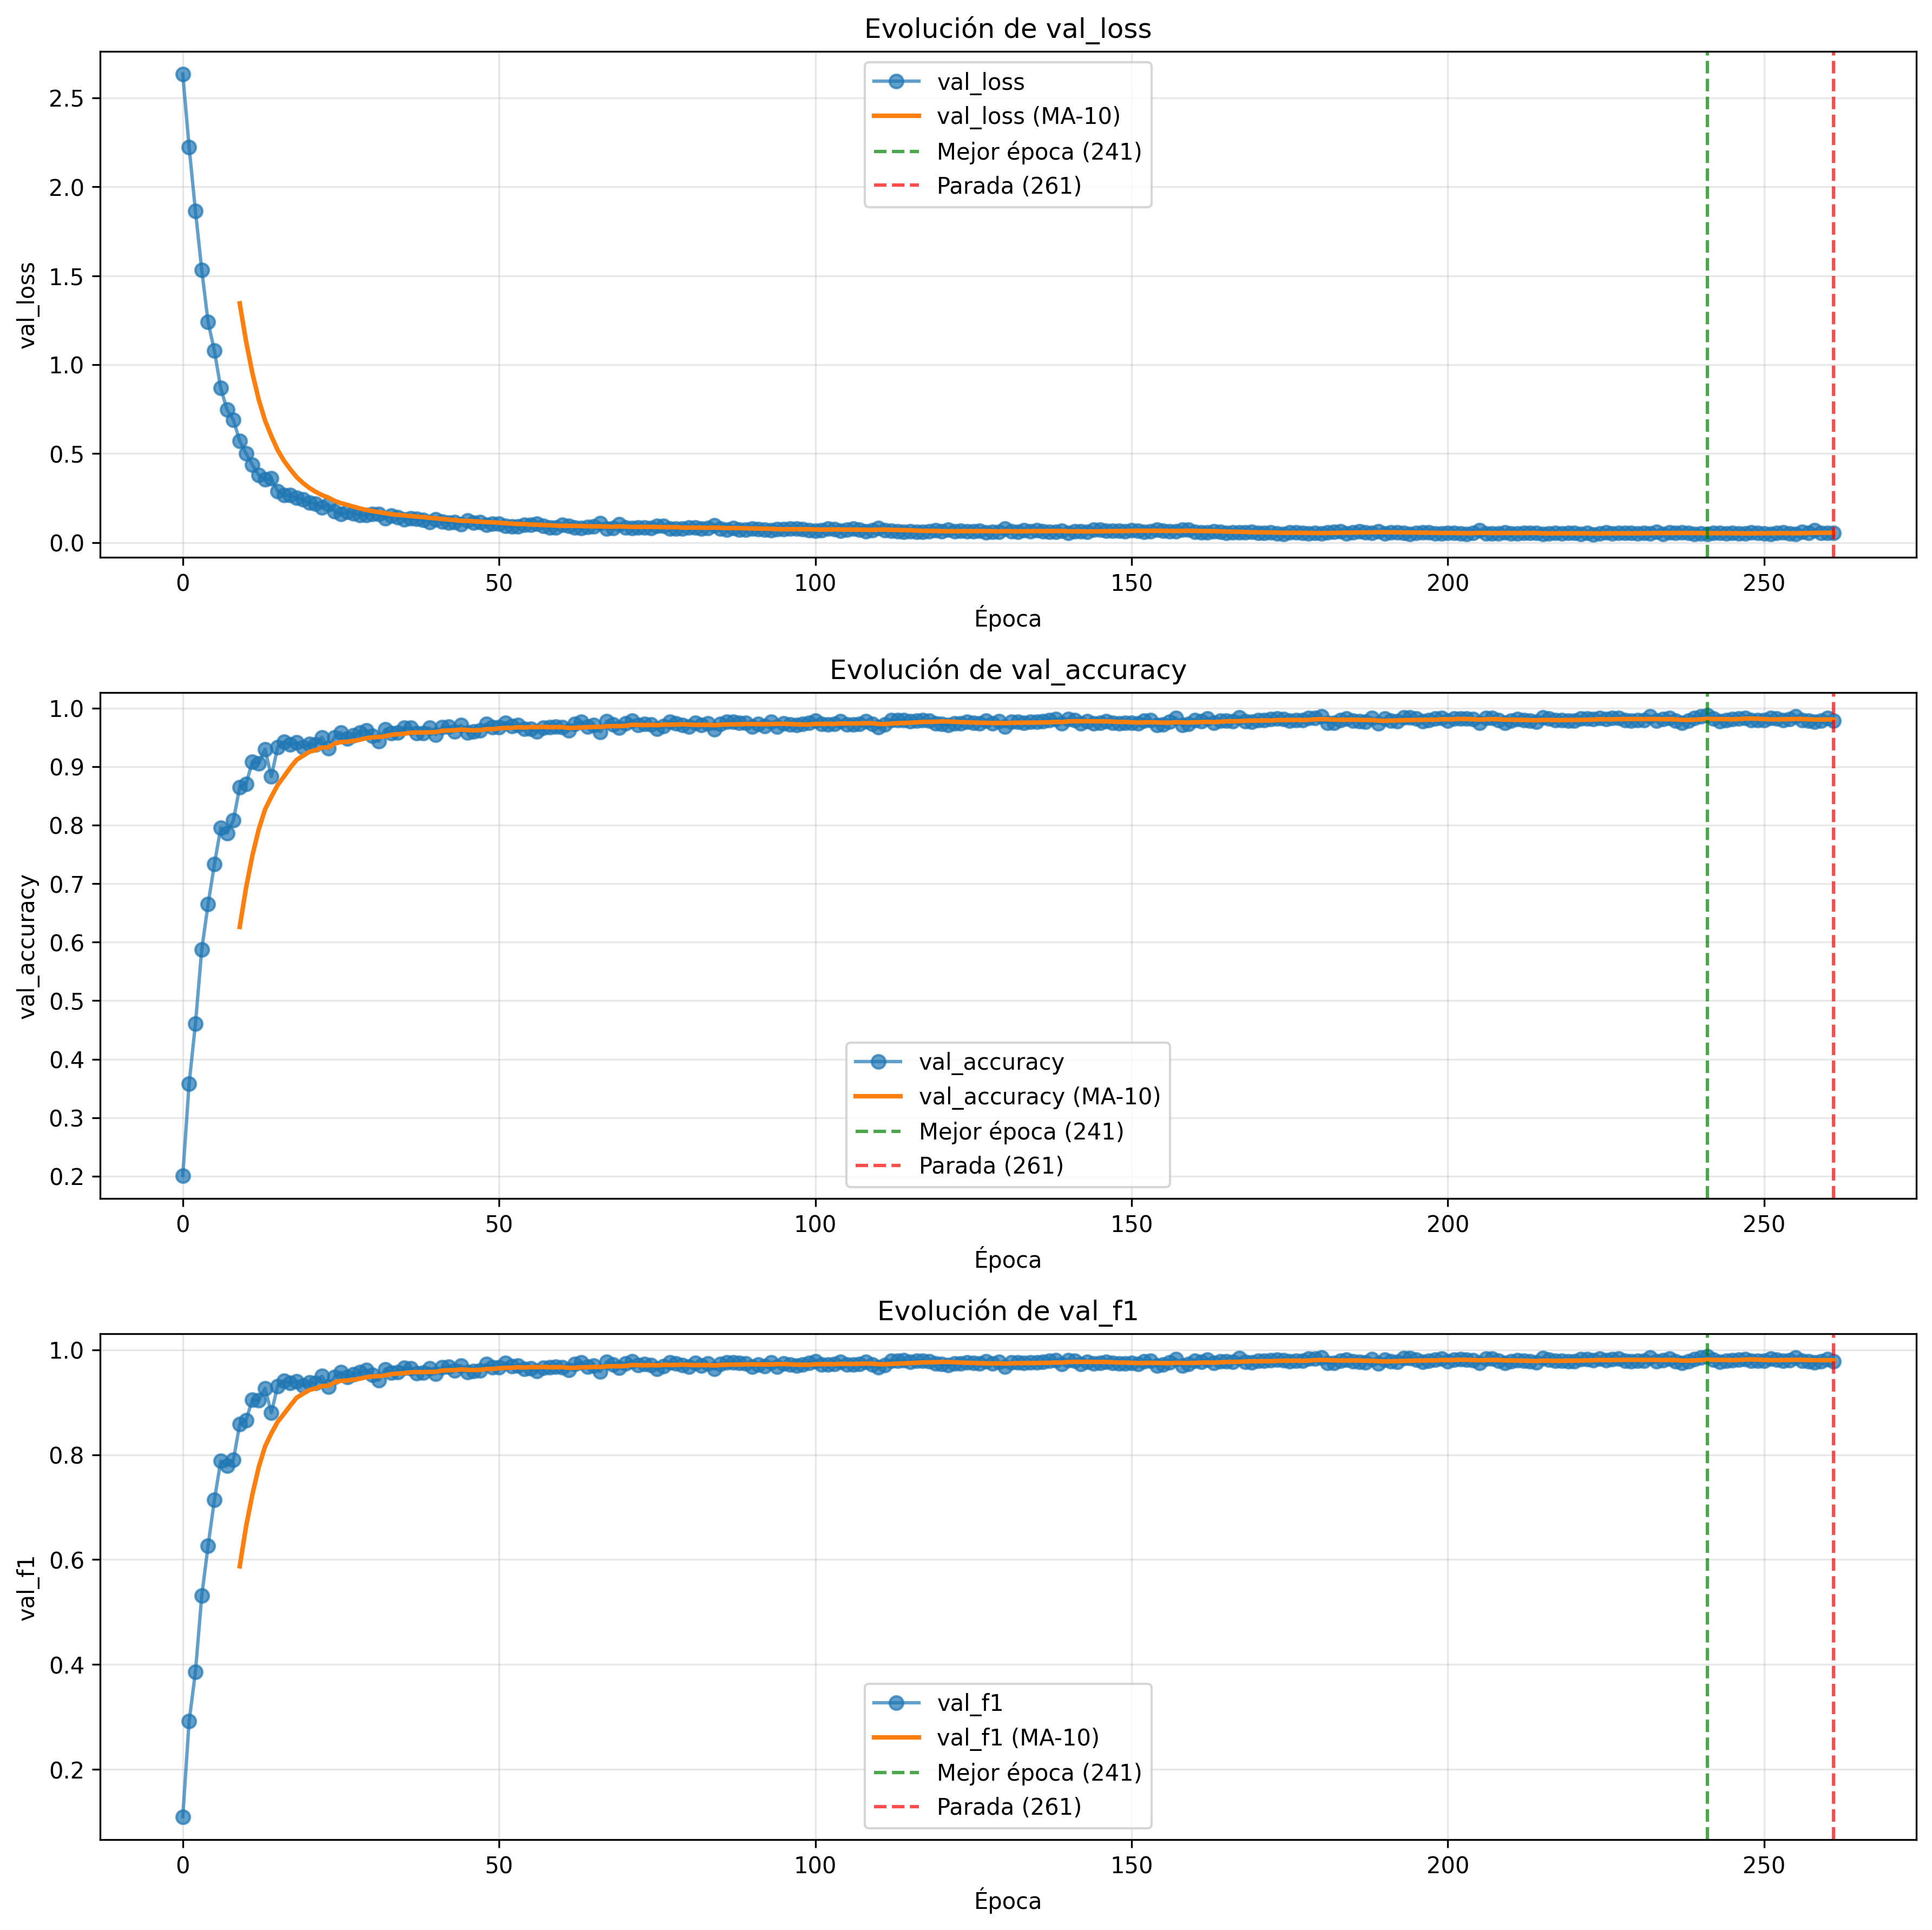 Evolución de val_loss
val_loss
2.5
2.0
1.5
1.0
0.5
0.0
val_loss
val_loss (MA-10)
Mejor época (241)
Parada (261)
0 50 100 150 200 250
Época
Evolución de val_accuracy
val_accuracy
1.0
0.9
0.8
0.7
0.6
0.5
0.4
0.3
0.2
val_accuracy
val_accuracy (MA-10)
Mejor época (241)
Parada (261)
0 50 100 150 200 250
Época
Evolución de val_f1
val_f1
1.0
0.8
0.6
0.4
0.2
val_f1
val_f1 (MA-10)
Mejor época (241)
Parada (261)
0 50 100 150 200 250
Época